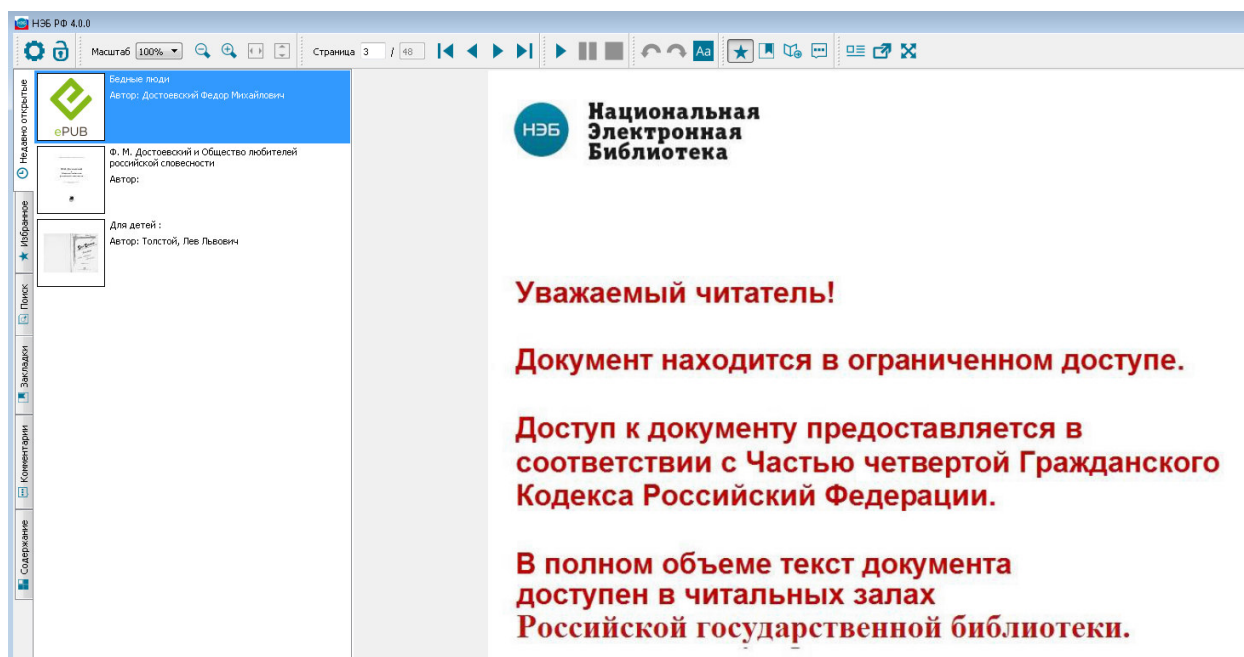 НЭБ РФ 4.0.0
Масштаб 100% Страница 3 / 48 Aa
Недавно открытые
Избранное
Поиск
Закладки
Комментарии
Содержание
ePUB
Бедные люди
Автор: Достоевский Федор Михайлович
Ф. М. Достоевский и Общество любителей
российской словесности
Автор:
Для детей :
Автор: Толстой, Лев Львович
НЭБ
Национальная
Электронная
Библиотека
Уважаемый читатель!
Документ находится в ограниченном доступе.
Доступ к документу предоставляется в
соответствии с Частью четвертой Гражданского
Кодекса Российский Федерации.
В полном объеме текст документа
доступен в читальных залах
Российской государственной библиотеки.